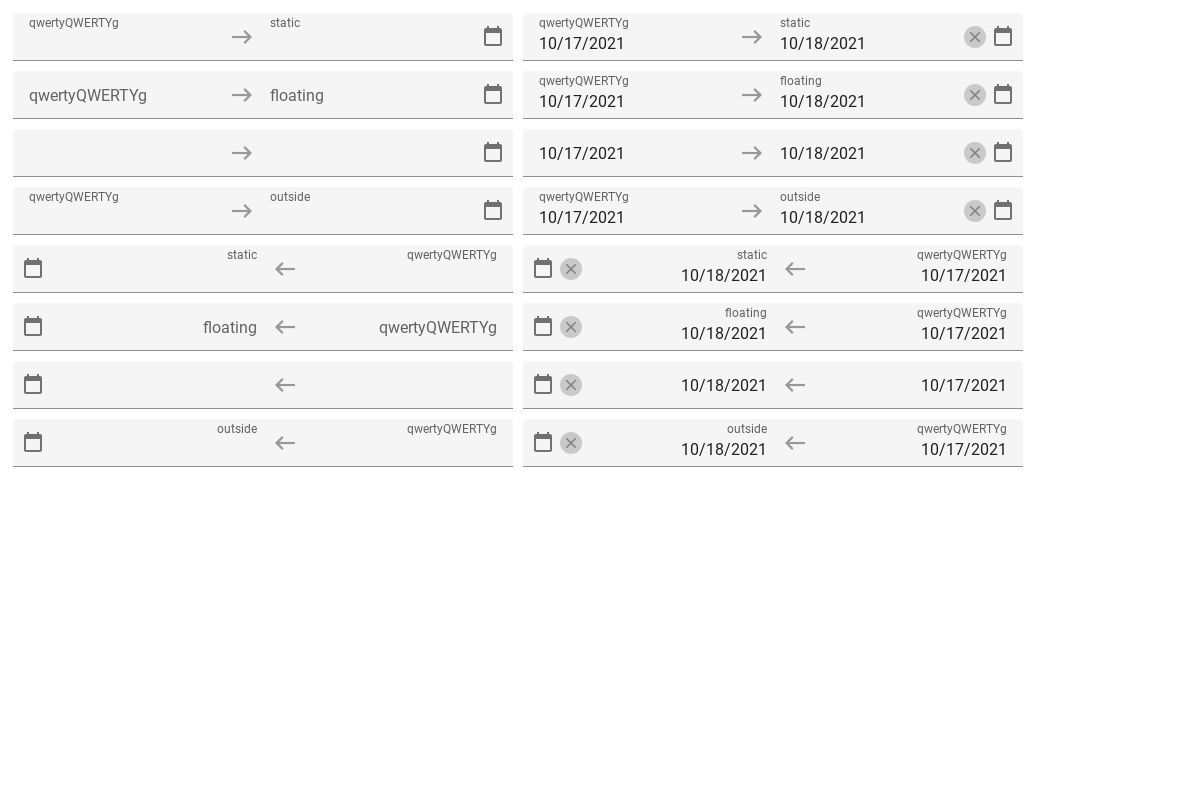 qwertyQWERTYg static qwertyQWERTYg static
10/17/2021 10/18/2021
qwertyQWERTYg floating qwertyQWERTYg floating
10/17/2021 10/18/2021
10/17/2021 10/18/2021
qwertyQWERTYg outside qwertyQWERTYg outside
10/17/2021 10/18/2021
static qwertyQWERTYg static qwertyQWERTYg
10/18/2021 10/17/2021
floating qwertyQWERTYg floating qwertyQWERTYg
10/18/2021 10/17/2021
10/18/2021 10/17/2021
outside qwertyQWERTYg outside qwertyQWERTYg
10/18/2021 10/17/2021